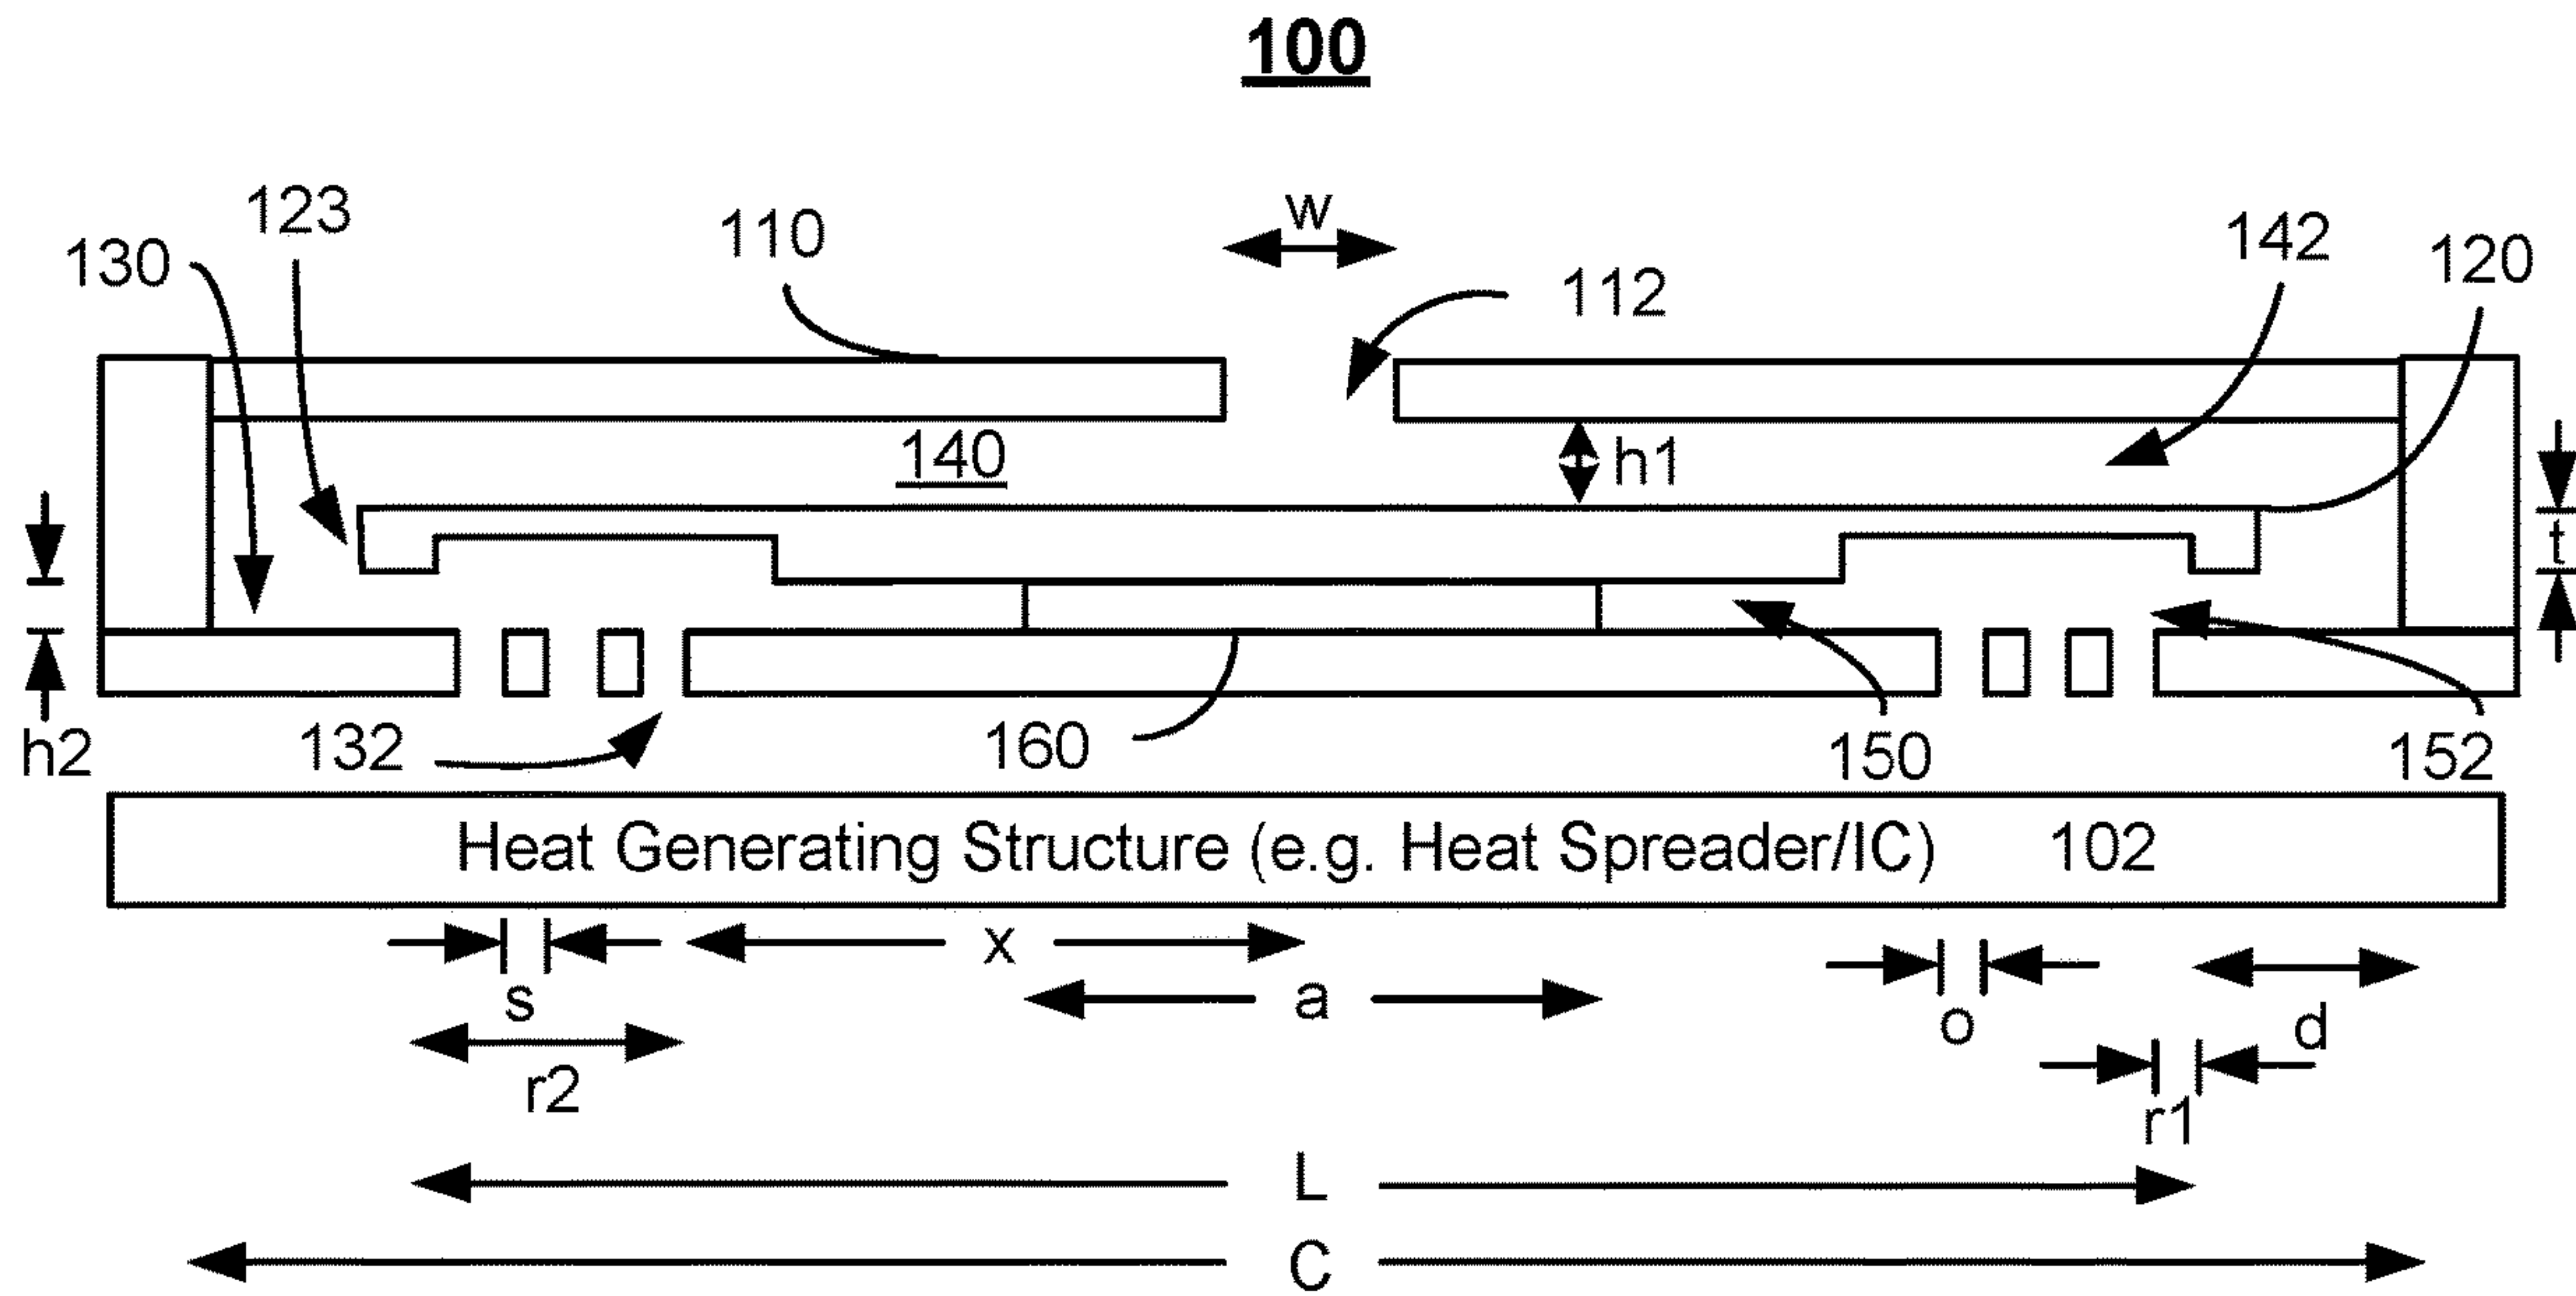 100
123
130
110
w
112
142
120
140
h1
t
h2
132
160
150
152
Heat Generating Structure (e.g. Heat Spreader/IC) 102
s
x
a
o
d
r2
r1
L
C